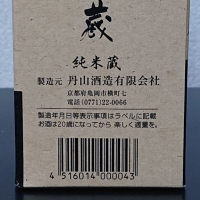 蔵
純米蔵
製造元 丹山酒造有限会社
京都府亀岡市横町七
電話(0771)22-0066
製造年月日等表示事項はラベルに記載
お酒は20歳になってから 楽しく適量を。
4516014000043